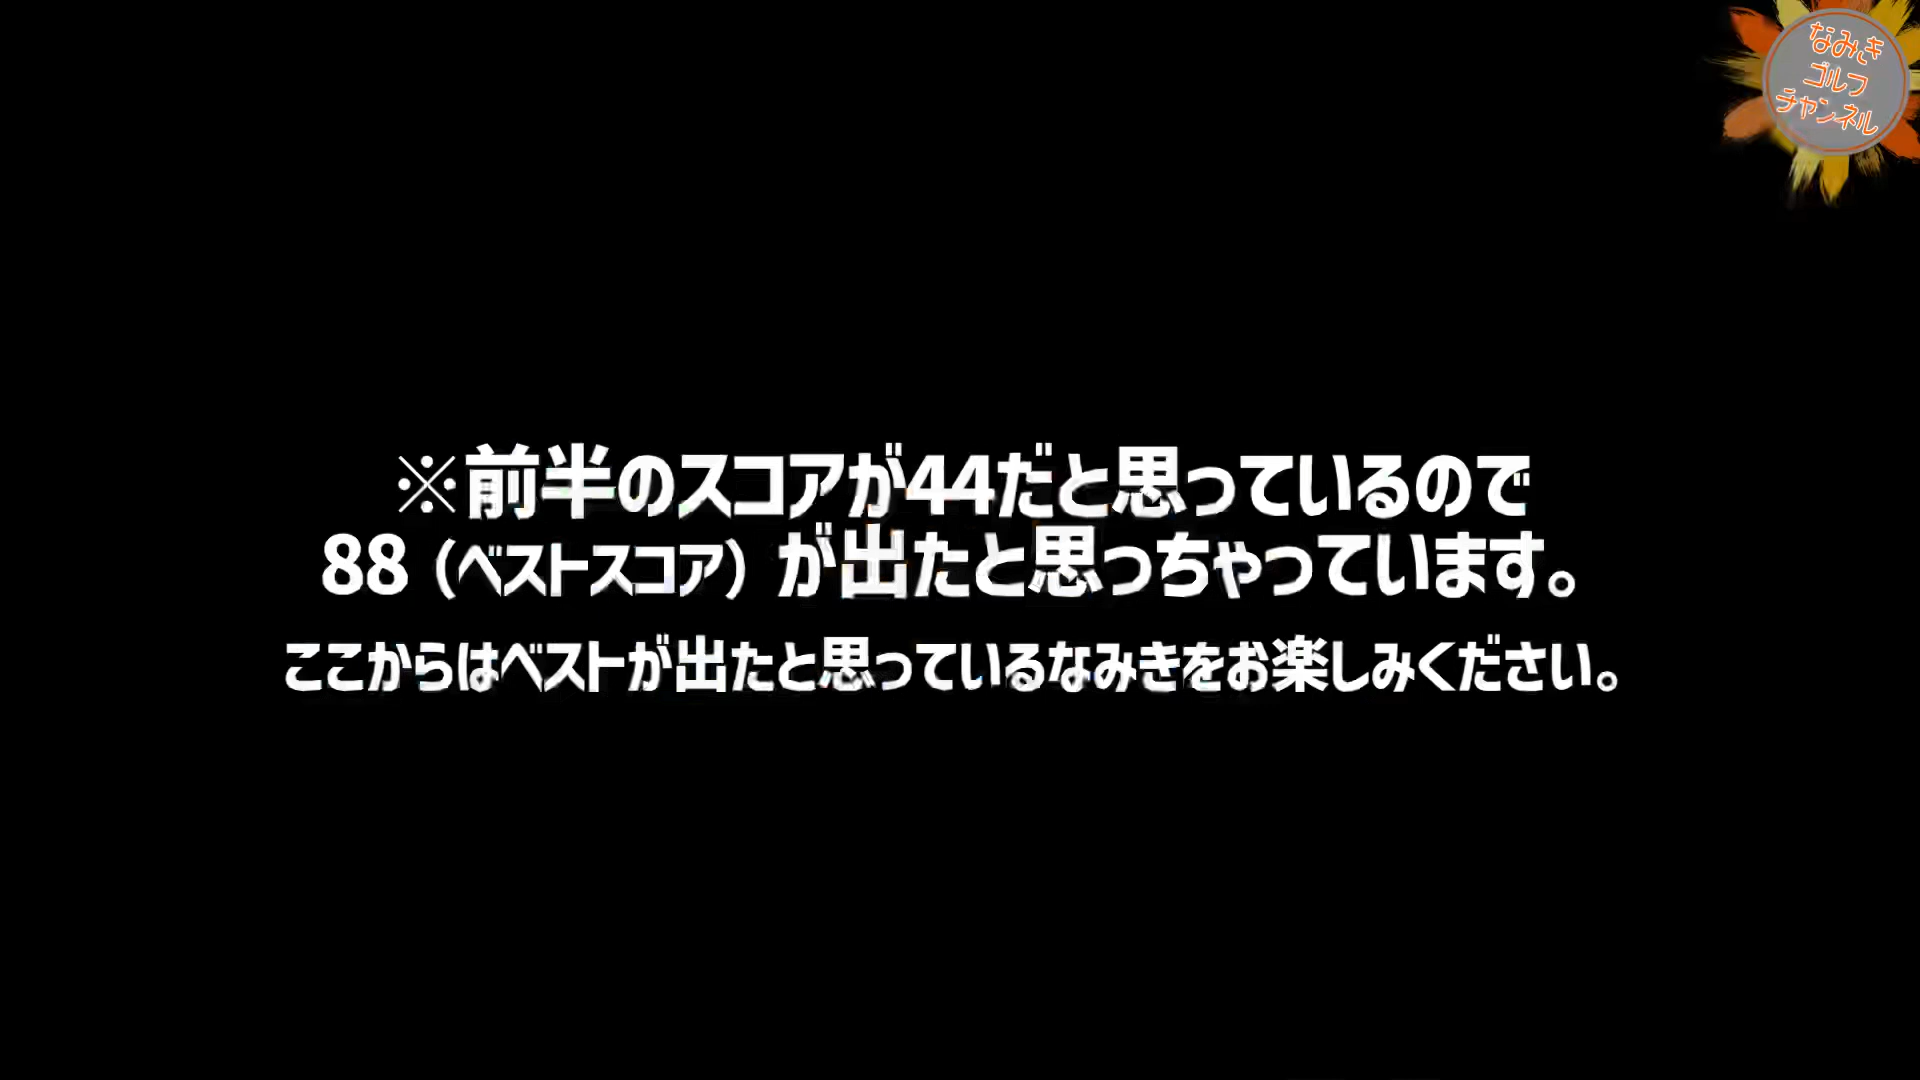 なみき
ゴルフ
チャンネル
※前半のスコアが44だと思っているので
88（ベストスコア）が出たと思っちゃっています。
ここからはベストが出たと思っているなみきをお楽しみください。